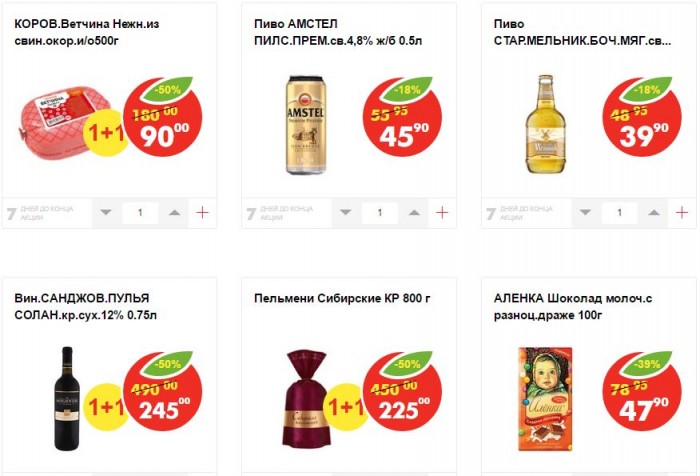 КОРОВ.Ветчина Нежн.из
свин.окор.и/о500г
ВЕТЧИНА
-50%
180 00
1+1
90 00
7 ДНЕЙ ДО КОНЦА
АКЦИИ
1
+
Пиво АМСТЕЛ
ПИЛС.ПРЕМ.св.4,8% ж/б 0.5л
AMSTEL
-18%
55 95
45 90
7 ДНЕЙ ДО КОНЦА
АКЦИИ
1
+
Пиво
СТАР.МЕЛЬНИК.БОЧ.МЯГ.св...
-18%
48 95
39 90
7 ДНЕЙ ДО КОНЦА
АКЦИИ
1
+
Вин.САНДЖОВ.ПУЛЬЯ
СОЛАН.кр.сух.12% 0.75л
-50%
490 00
1+1
245 00
Пельмени Сибирские КР 800 г
-50%
450 00
1+1
225 00
АЛЕНКА Шоколад молоч.с
разноц.драже 100г
Алёнка
-39%
78 95
47 90